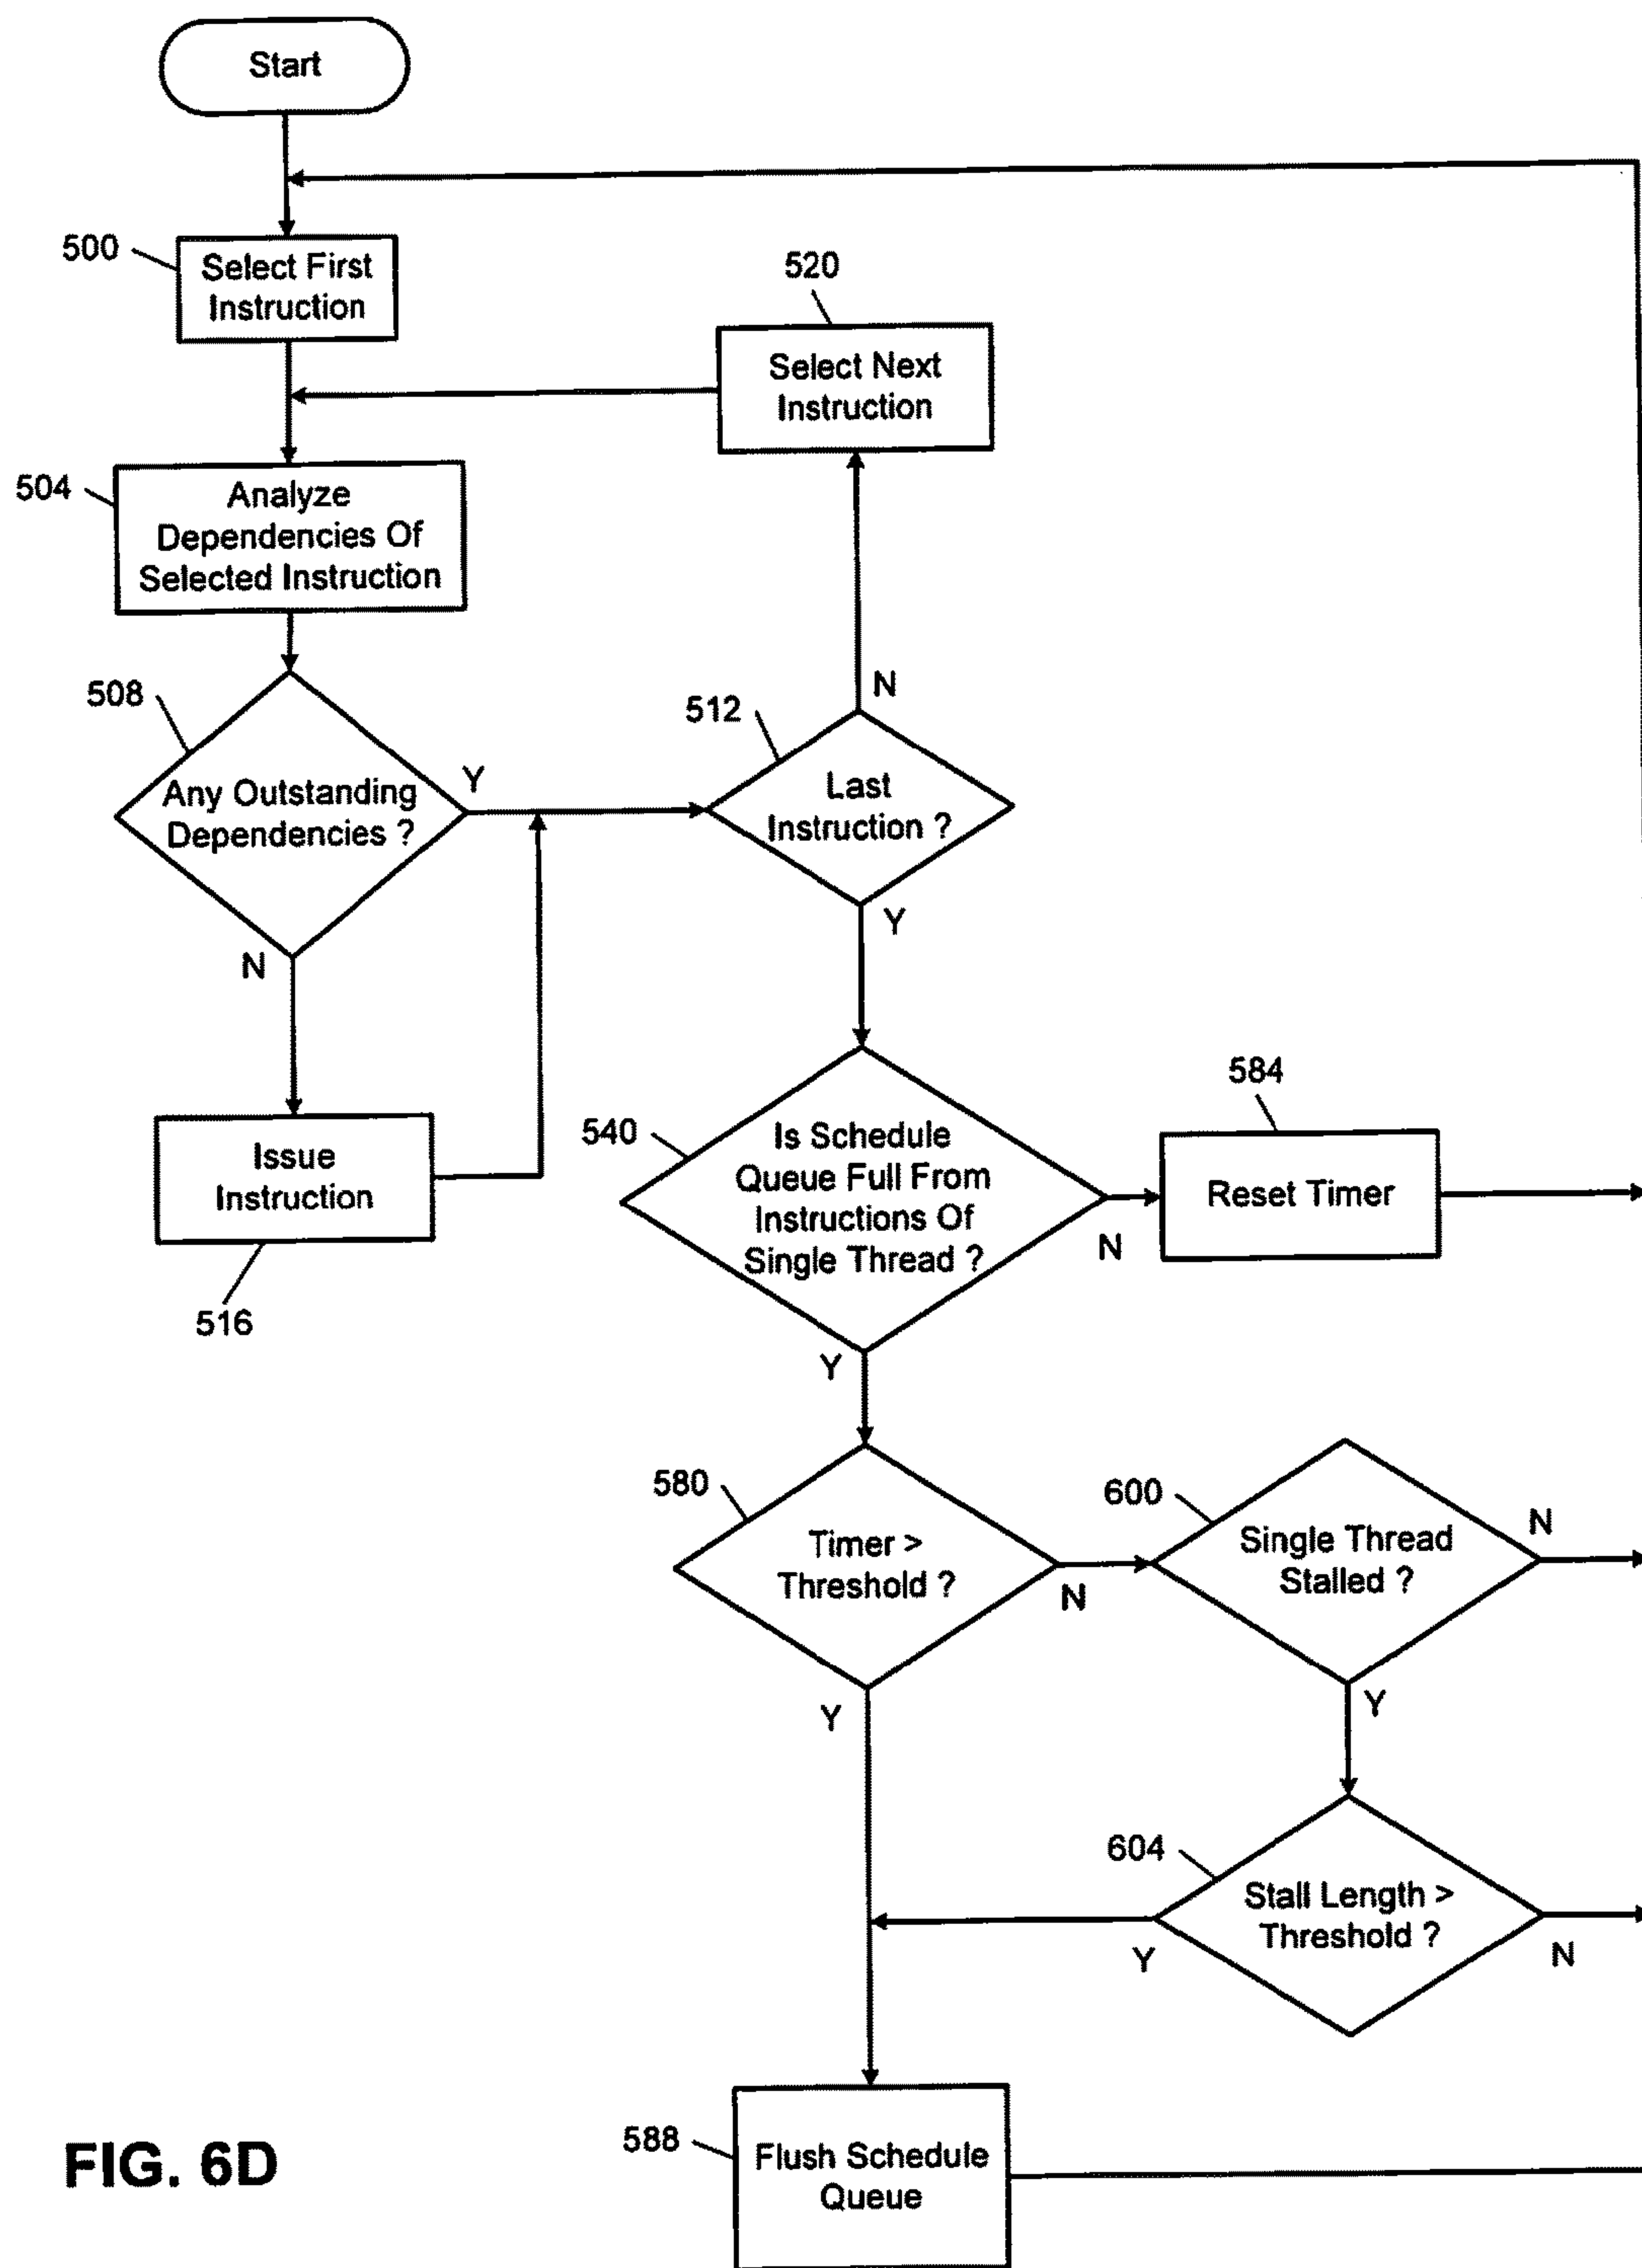 Start
500
Select First
Instruction
520
Select Next
Instruction
504
Analyze
Dependencies Of
Selected Instruction
508
Any Outstanding
Dependencies ?
Y
N
512
Last
Instruction ?
N
Y
Issue
Instruction
516
540
Is Schedule
Queue Full From
Instructions Of
Single Thread ?
N
Y
584
Reset Timer
580
Timer >
Threshold ?
N
Y
600
Single Thread
Stalled ?
N
Y
604
Stall Length >
Threshold ?
Y
N
588
Flush Schedule
Queue
FIG. 6D